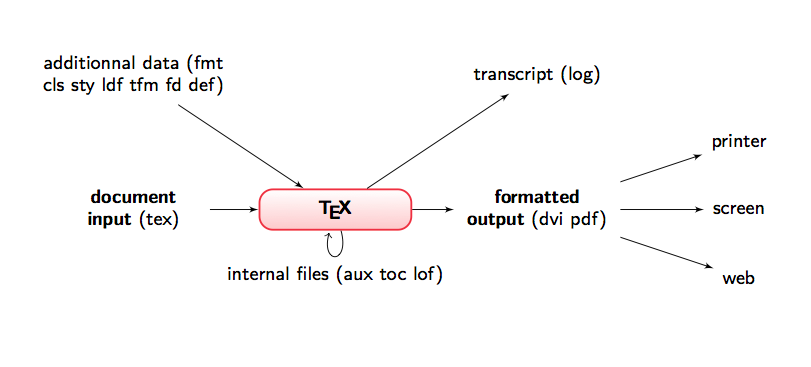 additionnal data (fmt
cls sty ldf tfm fd def)
transcript (log)
printer
document
input (tex)
TEX
formatted
output (dvi pdf)
screen
internal files (aux toc lof)
web